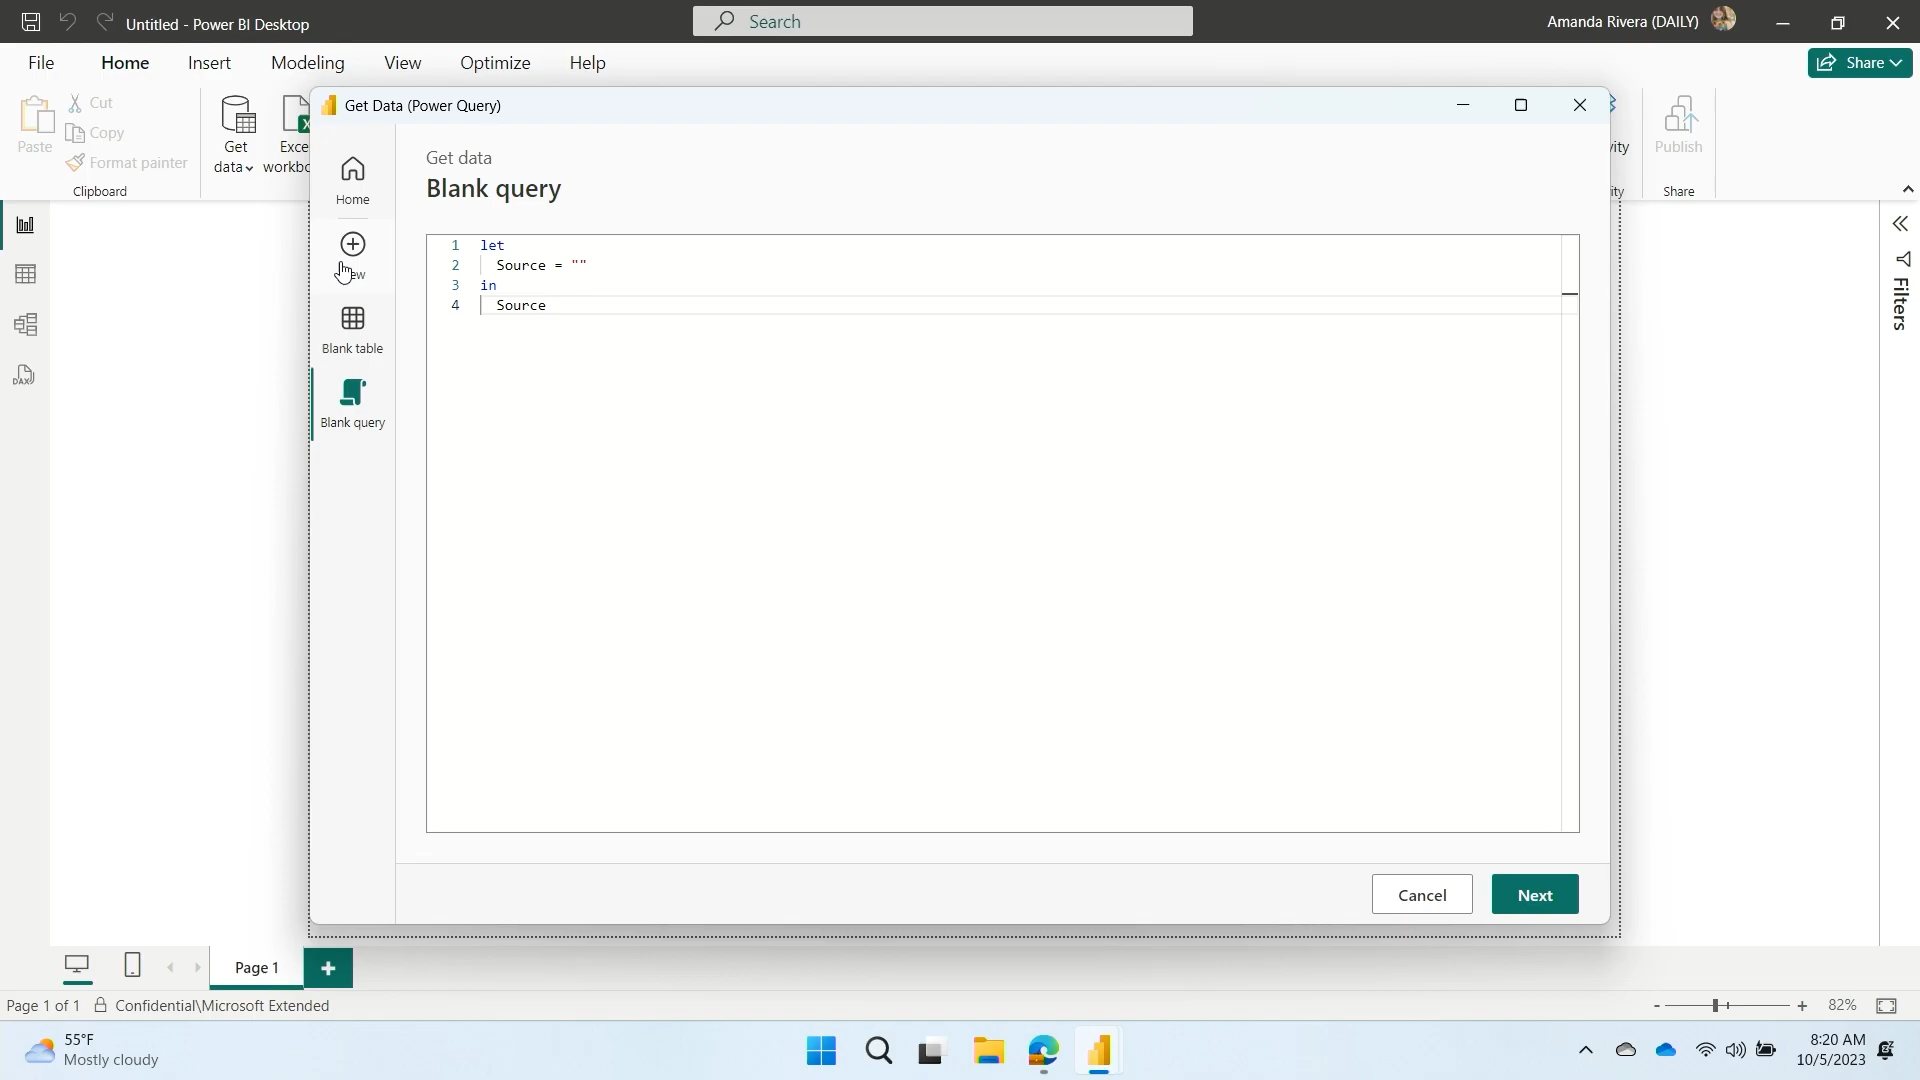 Untitled - Power BI Desktop
Search
Amanda Rivera (DAILY)
File Home Insert Modeling View Optimize Help
Share
Paste
Cut
Copy
Format painter
Clipboard
Get
data
Exce
workbo
Publish
Share
Get Data (Power Query)
Home
Blank table
Blank query
Get data
Blank query
1 let
2 Source = ""
3 in
4 Source
Cancel Next
Filters
DAX
Page 1
Page 1 of 1 Confidential\Microsoft Extended
- + 82%
55°F
Mostly cloudy
8:20 AM
10/5/2023